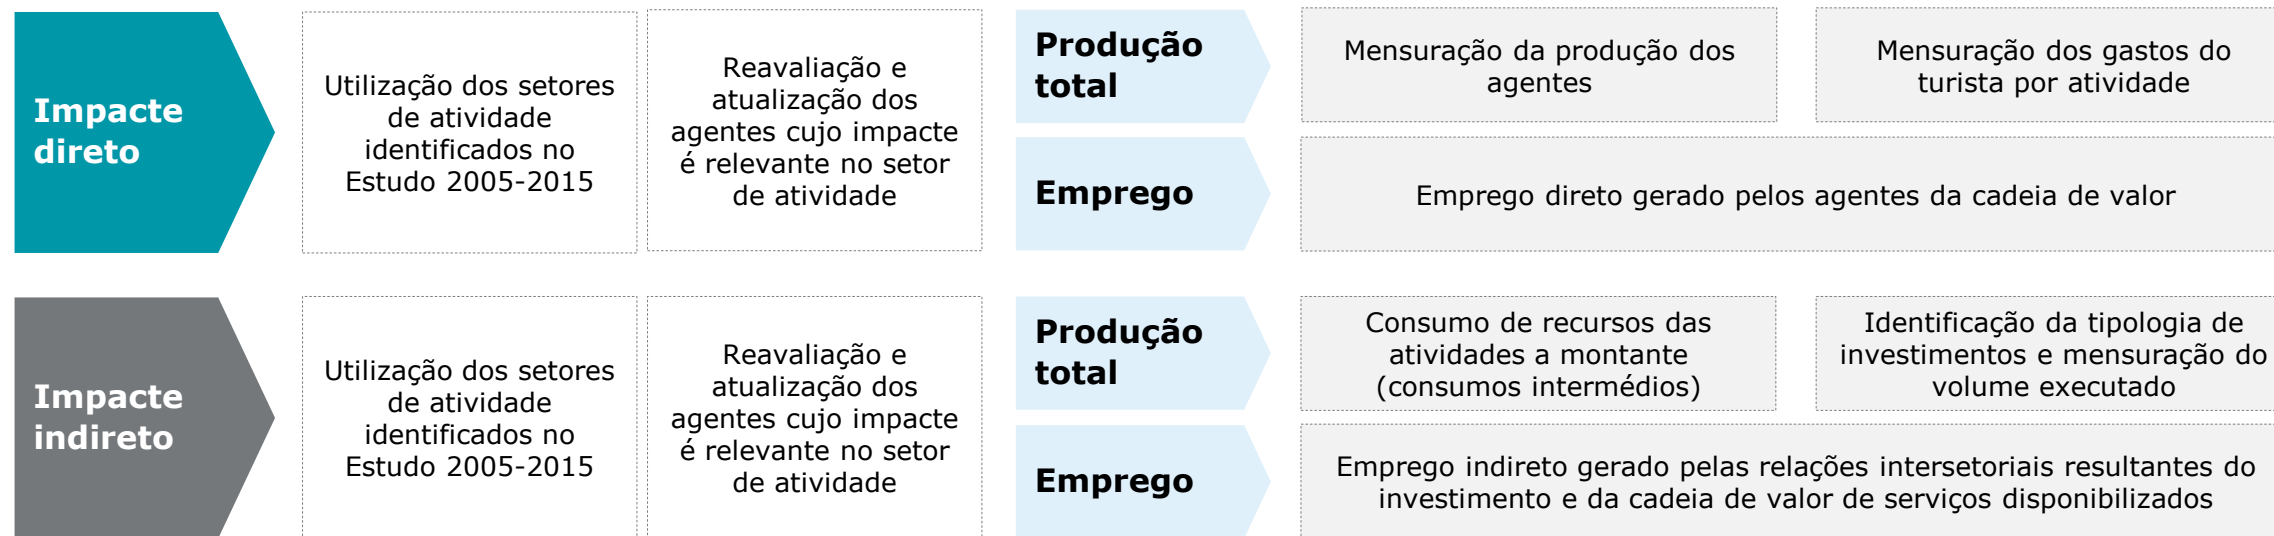 Impacte
direto
Utilização dos setores
de atividade
identificados no
Estudo 2005-2015
Reavaliação e
atualização dos
agentes cujo impacte
é relevante no setor
de atividade
Produção
total
Mensuração da produção dos
agentes
Mensuração dos gastos do
turista por atividade
Emprego
Emprego direto gerado pelos agentes da cadeia de valor
Impacte
indireto
Utilização dos setores
de atividade
identificados no
Estudo 2005-2015
Reavaliação e
atualização dos
agentes cujo impacte
é relevante no setor
de atividade
Produção
total
Consumo de recursos das
atividades a montante
(consumos intermédios)
Identificação da tipologia de
investimentos e mensuração do
volume executado
Emprego
Emprego indireto gerado pelas relações intersetoriais resultantes do
investimento e da cadeia de valor de serviços disponibilizados